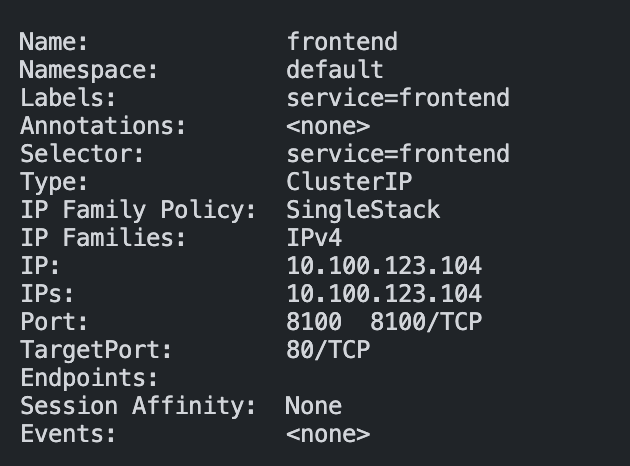 Name:              frontend
Namespace:         default
Labels:            service=frontend
Annotations:       <none>
Selector:          service=frontend
Type:              ClusterIP
IP Family Policy:  SingleStack
IP Families:       IPv4
IP:                10.100.123.104
IPs:               10.100.123.104
Port:              8100  8100/TCP
TargetPort:        80/TCP
Endpoints:
Session Affinity:  None
Events:            <none>